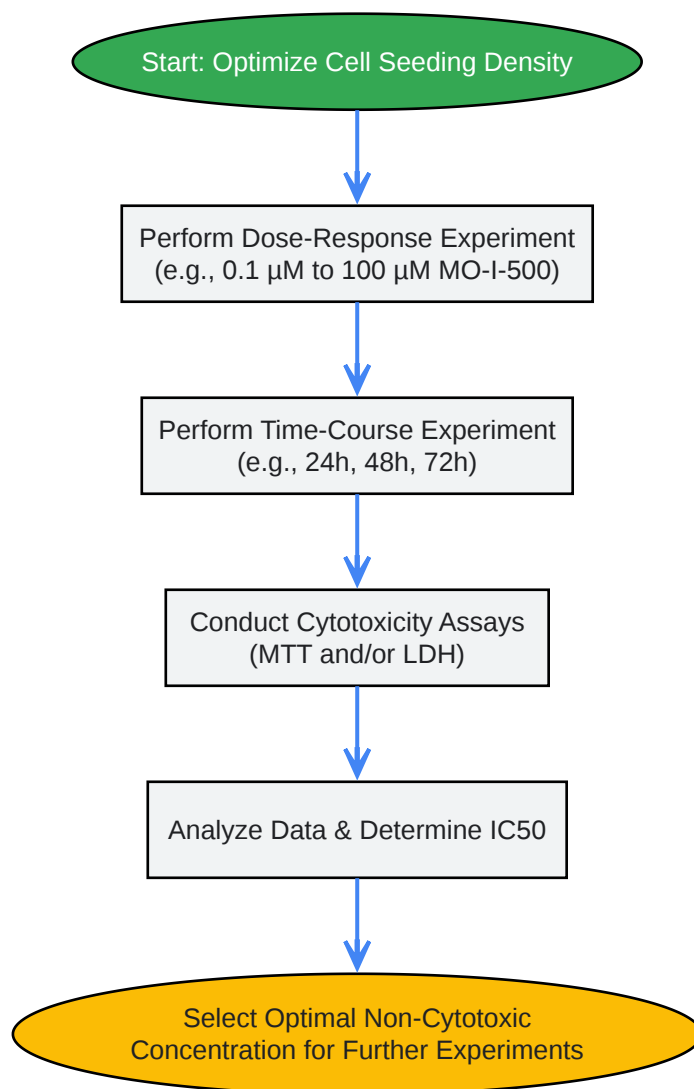 Start: Optimize Cell Seeding Density
Perform Dose-Response Experiment
(e.g., 0.1 µM to 100 µM MO-I-500)
Perform Time-Course Experiment
(e.g., 24h, 48h, 72h)
Conduct Cytotoxicity Assays
(MTT and/or LDH)
Analyze Data & Determine IC50
Select Optimal Non-Cytotoxic
Concentration for Further Experiments